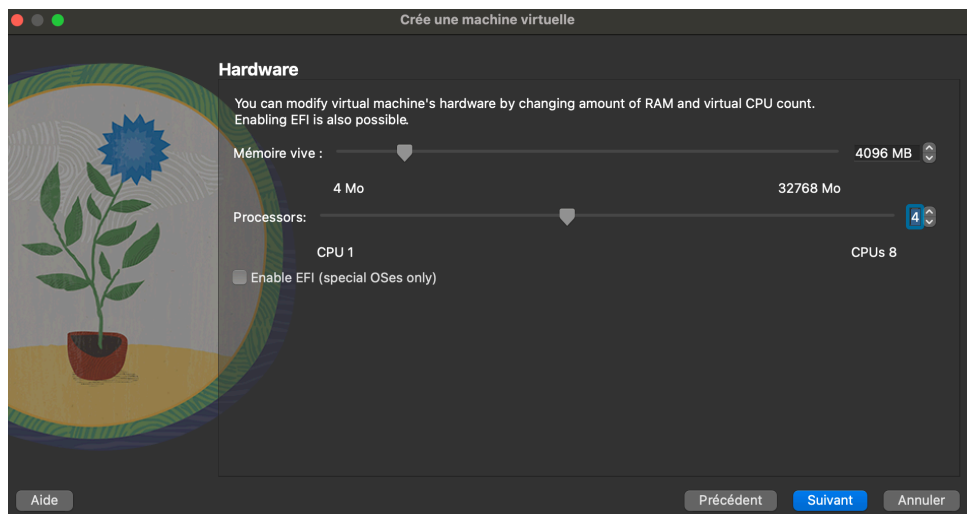 Crée une machine virtuelle
Hardware
You can modify virtual machine's hardware by changing amount of RAM and virtual CPU count.
Enabling EFI is also possible.
Mémoire vive :
4096 MB
4 Mo
32768 Mo
Processors:
4
CPU 1
CPUs 8
Enable EFI (special OSes only)
Aide
Précédent
Suivant
Annuler